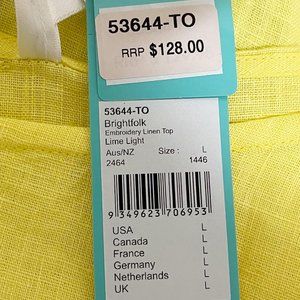 53644-TO
RRP $128.00
53644-TO
Brightfolk
Embroidery Linen Top
Lime Light
Aus/NZ Size : L
2464 1446
9 349623 706953
USA L
Canada L
France L
Germany L
Netherlands L
UK L